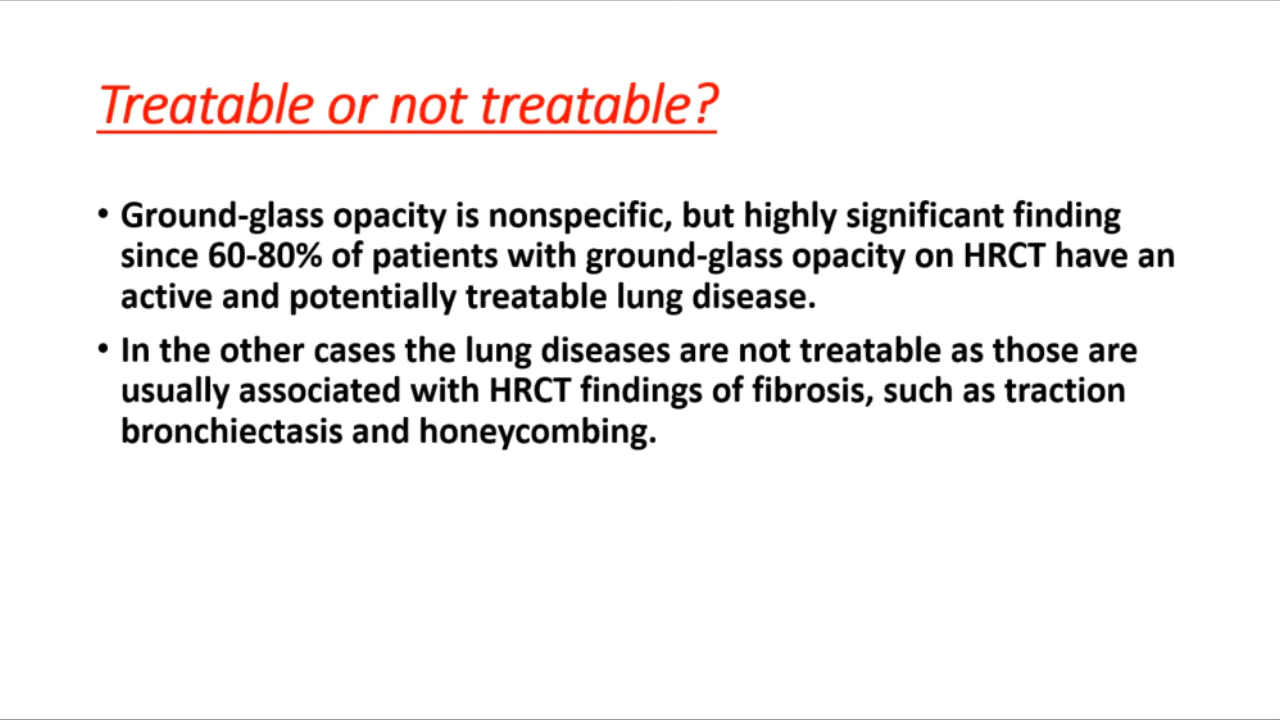 Treatable or not treatable?
• Ground-glass opacity is nonspecific, but highly significant finding
since 60-80% of patients with ground-glass opacity on HRCT have an
active and potentially treatable lung disease.
• In the other cases the lung diseases are not treatable as those are
usually associated with HRCT findings of fibrosis, such as traction
bronchiectasis and honeycombing.